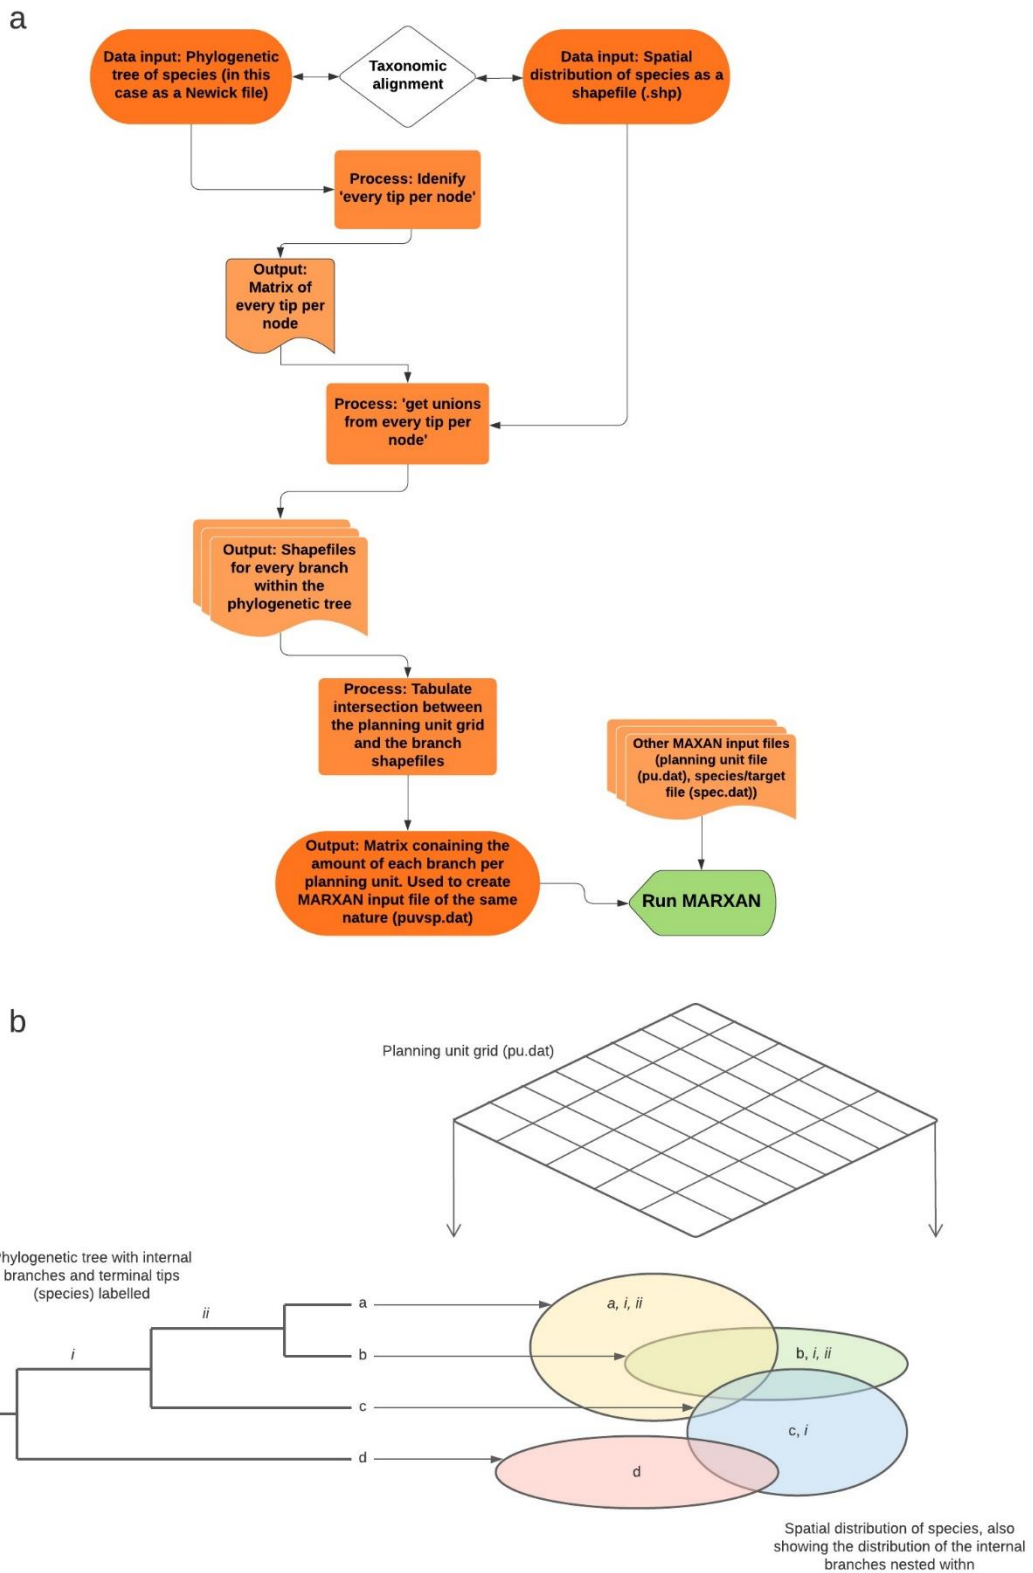 a
Data input: Phylogenetic
tree of species (in this
case as a Newick file)
Taxonomic
alignment
Data input: Spatial
distribution of species as a
shapefile (.shp)
Process: Idenify
'every tip per node'
Output:
Matrix of
every tip per
node
Process: 'get unions
from every tip per
node'
Output: Shapefiles
for every branch
within the
phylogenetic tree
Process: Tabulate
intersection between
the planning unit grid
and the branch
shapefiles
Other MAXAN input files
(planning unit file
(pu.dat), species/target
file (spec.dat))
Output: Matrix conaining the
amount of each branch per
planning unit. Used to create
MARXAN input file of the same
nature (puvsp.dat)
Run MARXAN
b
Planning unit grid (pu.dat)
Phylogenetic tree with internal
branches and terminal tips
(species) labelled
ii
i
a
b
c
d
a, i, ii
b, i, ii
c, i
d
Spatial distribution of species, also
showing the distribution of the internal
branches nested withn